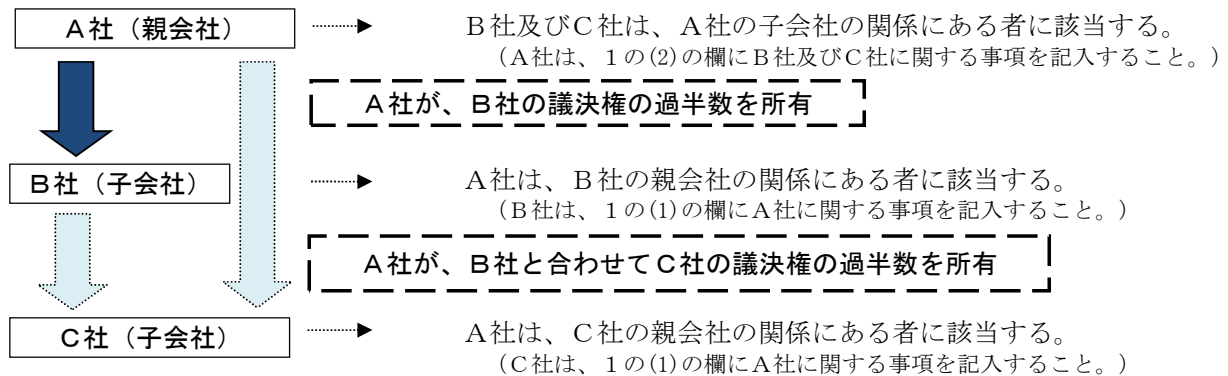 A社（親会社）
B社及びC社は、A社の子会社の関係にある者に該当する。
（A社は、１の(2)の欄にB社及びC社に関する事項を記入すること。）
A社が、B社の議決権の過半数を所有
B社（子会社）
A社は、B社の親会社の関係にある者に該当する。
（B社は、１の(1)の欄にA社に関する事項を記入すること。）
A社が、B社と合わせてC社の議決権の過半数を所有
C社（子会社）
A社は、C社の親会社の関係にある者に該当する。
（C社は、１の(1)の欄にA社に関する事項を記入すること。）